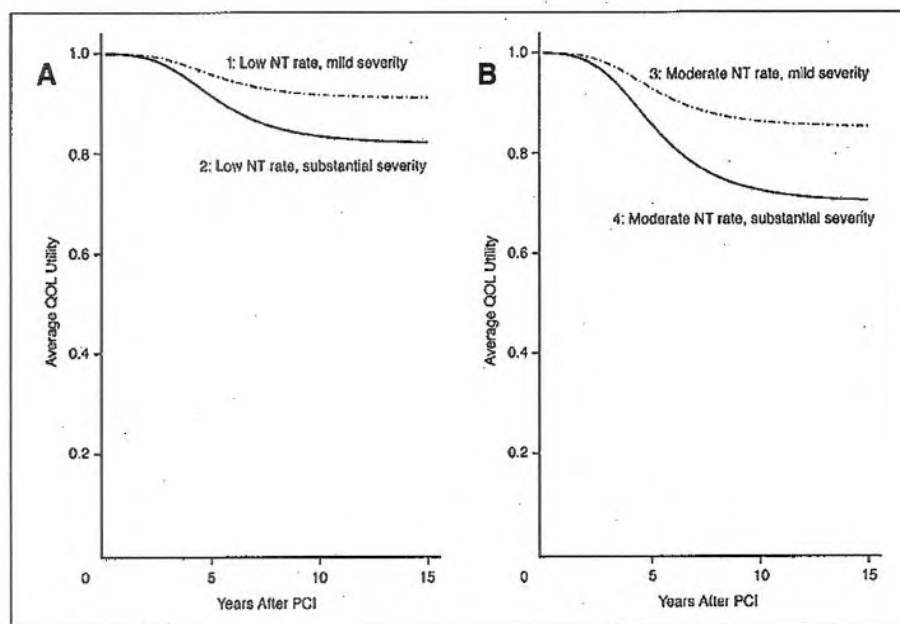 A
1.0
1: Low NT rate, mild severity
0.8
2: Low NT rate, substantial severity
0.6
0.4
0.2
Average QOL Utility
0
5
10
15
Years After PCI
B
1.0
3: Moderate NT rate, mild severity
0.8
4: Moderate NT rate, substantial severity
0.6
0.4
0.2
Average QOL Utility
0
5
10
15
Years After PCI